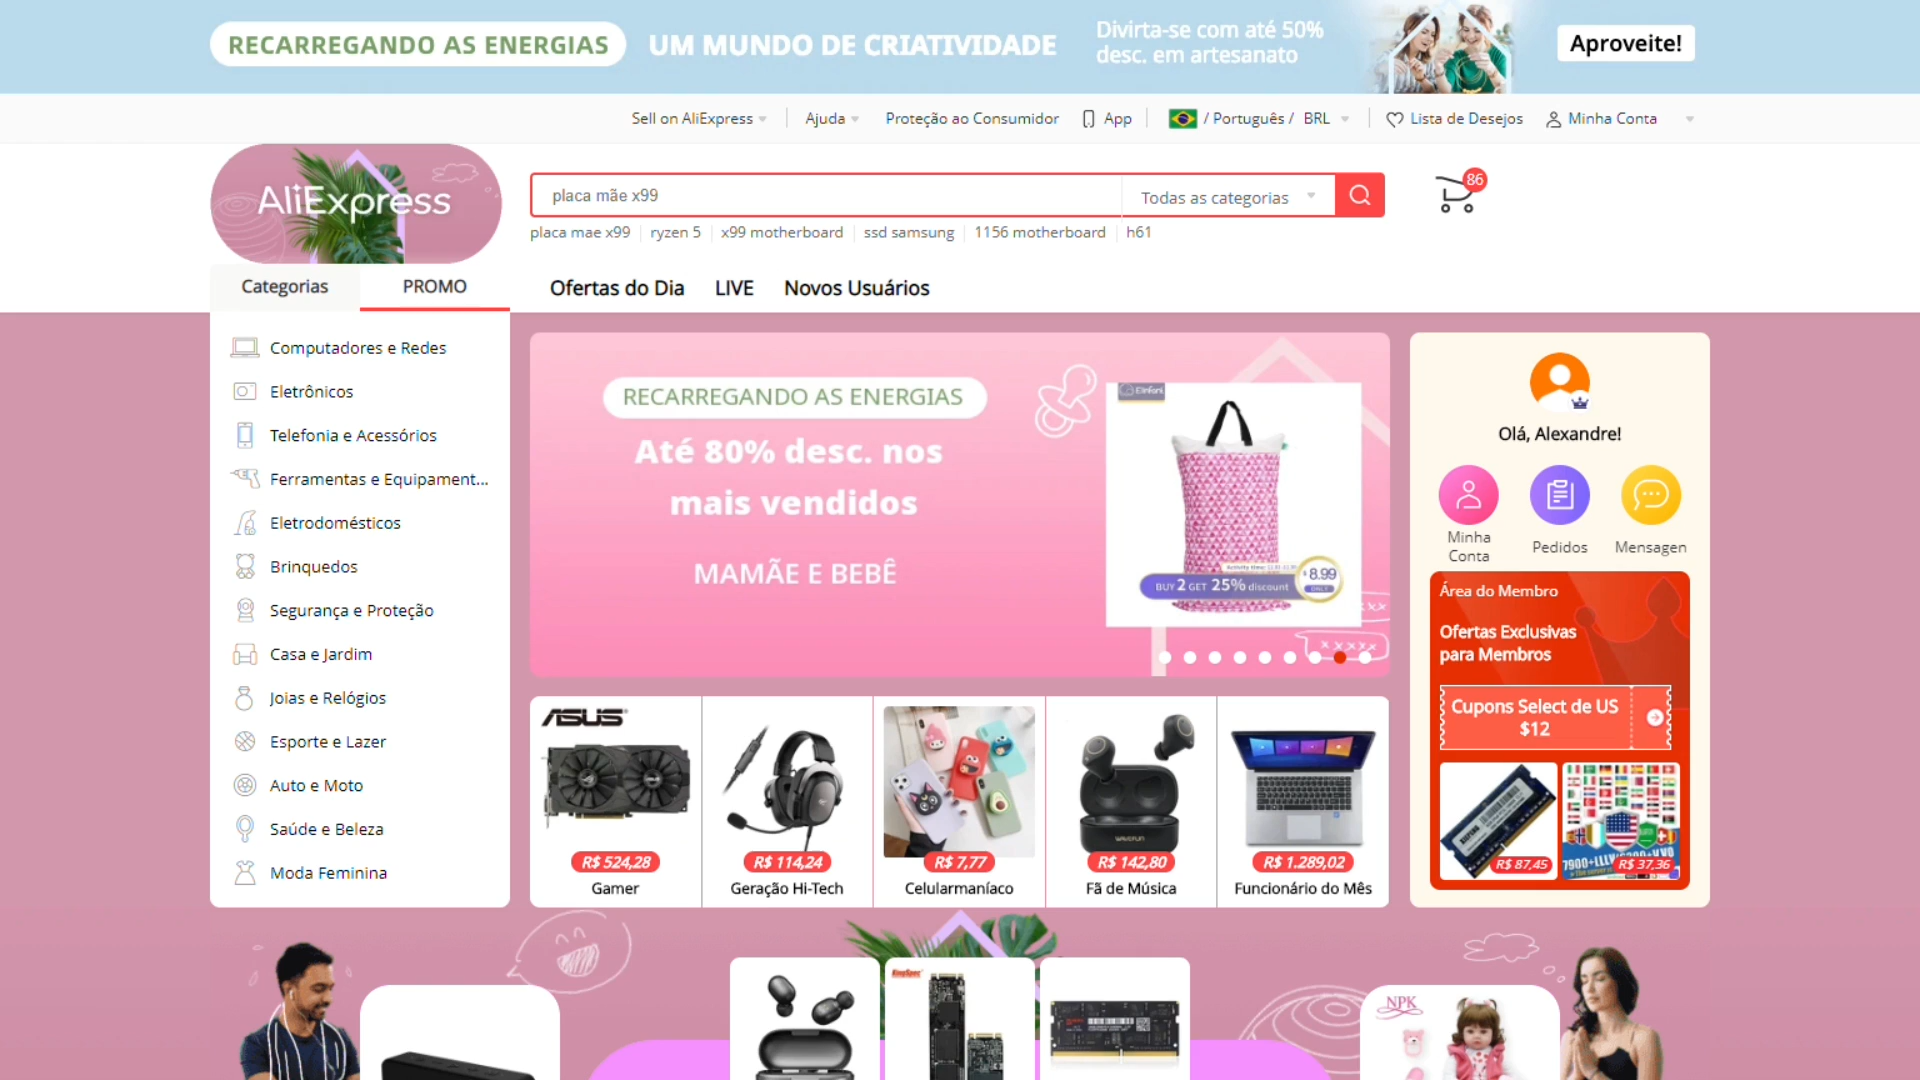 RECARREGANDO AS ENERGIAS
UM MUNDO DE CRIATIVIDADE
Divirta-se com até 50%
desc. em artesanato
Aproveite!
Sell on AliExpress
Ajuda
Proteção ao Consumidor
App
/ Português / BRL
Lista de Desejos
Minha Conta
AliExpress
placa mãe x99
Todas as categorias
86
placa mae x99
ryzen 5
x99 motherboard
ssd samsung
1156 motherboard
h61
Categorias
PROMO
Ofertas do Dia
LIVE
Novos Usuários
Computadores e Redes
Eletrônicos
Telefonia e Acessórios
Ferramentas e Equipament...
Eletrodomésticos
Brinquedos
Segurança e Proteção
Casa e Jardim
Joias e Relógios
Esporte e Lazer
Auto e Moto
Saúde e Beleza
Moda Feminina
RECARREGANDO AS ENERGIAS
Até 80% desc. nos
mais vendidos
MAMÃE E BEBÊ
Elinfant
BUY 2 GET 25% discount
$8.99
ONLY
ASUS
R$ 524,28
Gamer
R$ 114,24
Geração Hi-Tech
R$ 7,77
Celularmaníaco
WAVEFUN
R$ 142,80
Fã de Música
R$ 1.289,02
Funcionário do Mês
Olá, Alexandre!
Minha
Conta
Pedidos
Mensagen
Área do Membro
Ofertas Exclusivas
para Membros
Cupons Select de US
$12
R$ 87,45
R$ 37,36
KingSpec
NPK